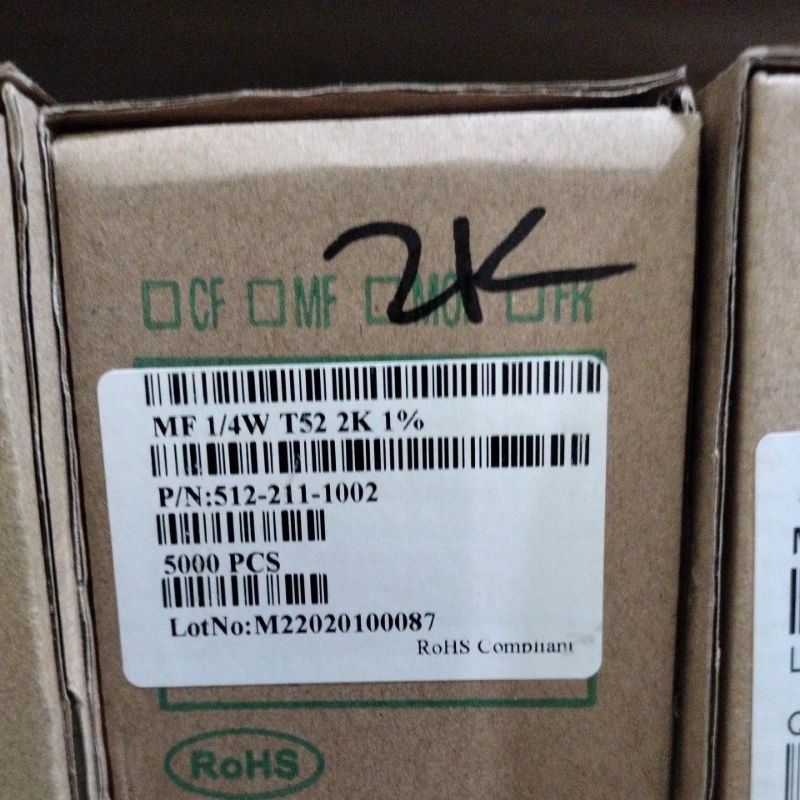 2K
CF MF MO FR
MF 1/4W T52 2K 1%
P/N:512-211-1002
5000 PCS
LotNo:M22020100087
RoHS Compliant
RoHS